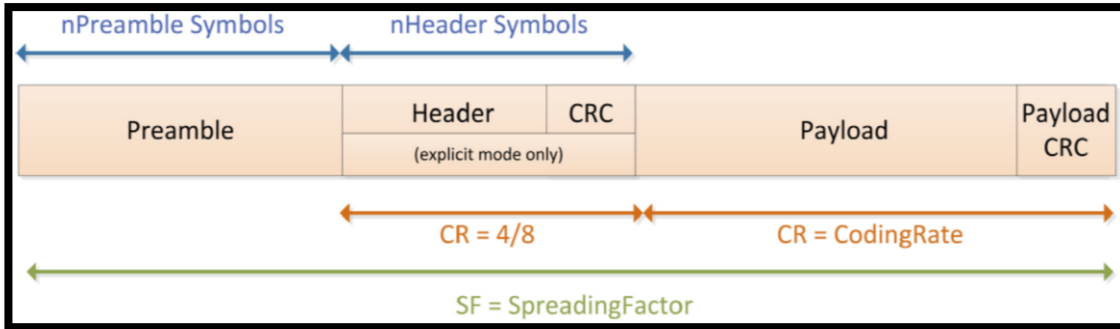 nPreamble Symbols
nHeader Symbols
Preamble
Header
CRC
(explicit mode only)
Payload
Payload
CRC
CR = 4/8
CR = CodingRate
SF = SpreadingFactor